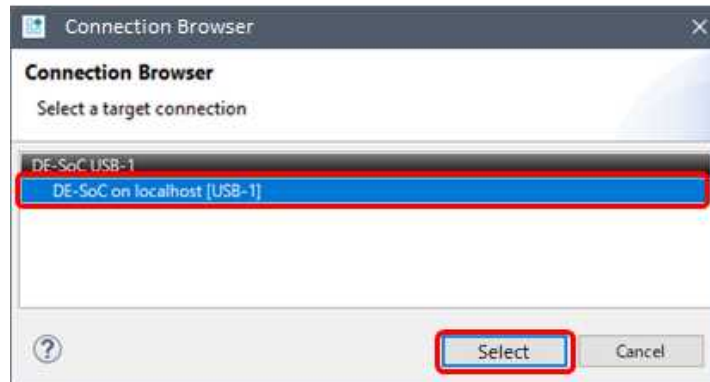 Connection Browser
Connection Browser
Select a target connection
DE-SoC USB-1
DE-SoC on localhost [USB-1]
Select
Cancel